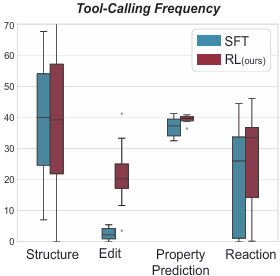 Tool-Calling Frequency
70
60
50
40
30
20
10
0
SFT
RL(ours)
Structure
Edit
Property
Prediction
Reaction